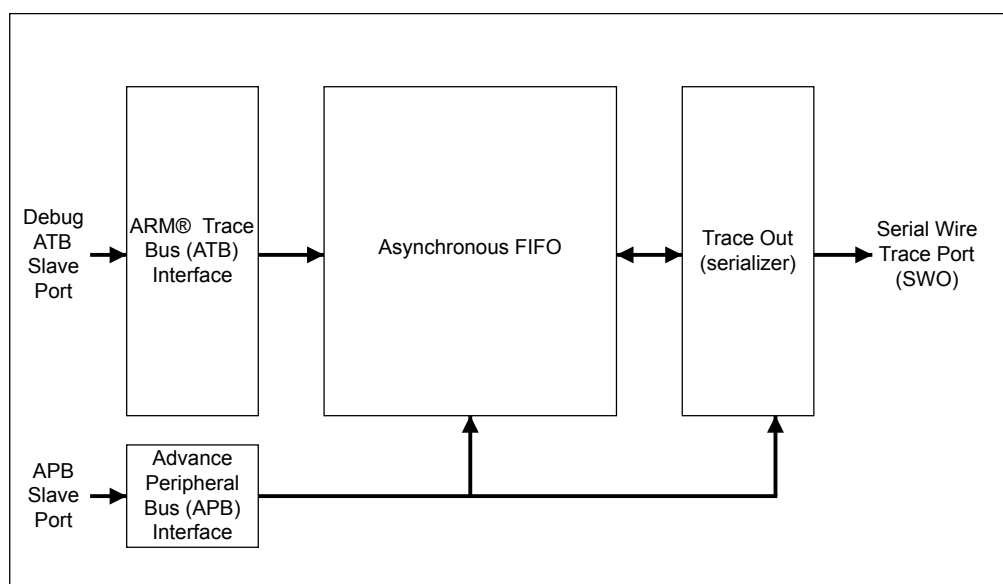 Debug
ATB
Slave
Port
ARM® Trace
Bus (ATB)
Interface
Asynchronous FIFO
Trace Out
(serializer)
Serial Wire
Trace Port
(SWO)
APB
Slave
Port
Advance
Peripheral
Bus (APB)
Interface